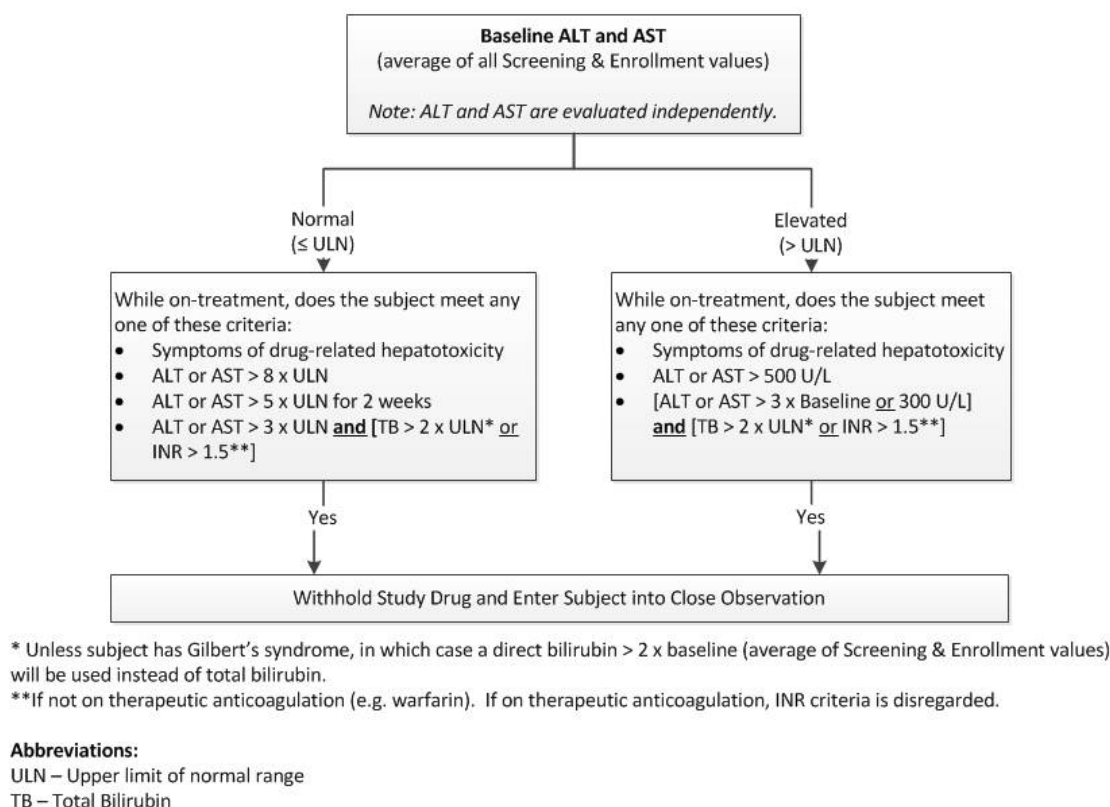 Baseline ALT and AST
(average of all Screening & Enrollment values)
Note: ALT and AST are evaluated independently.
Normal
(≤ ULN)
Elevated
(> ULN)
While on-treatment, does the subject meet any
one of these criteria:
• Symptoms of drug-related hepatotoxicity
• ALT or AST > 8 x ULN
• ALT or AST > 5 x ULN for 2 weeks
• ALT or AST > 3 x ULN and [TB > 2 x ULN* or
INR > 1.5**]
While on-treatment, does the subject meet
any one of these criteria:
• Symptoms of drug-related hepatotoxicity
• ALT or AST > 500 U/L
• [ALT or AST > 3 x Baseline or 300 U/L]
and [TB > 2 x ULN* or INR > 1.5**]
Yes
Yes
Withhold Study Drug and Enter Subject into Close Observation
* Unless subject has Gilbert’s syndrome, in which case a direct bilirubin > 2 x baseline (average of Screening & Enrollment values)
will be used instead of total bilirubin.
**If not on therapeutic anticoagulation (e.g. warfarin). If on therapeutic anticoagulation, INR criteria is disregarded.
Abbreviations:
ULN – Upper limit of normal range
TB – Total Bilirubin